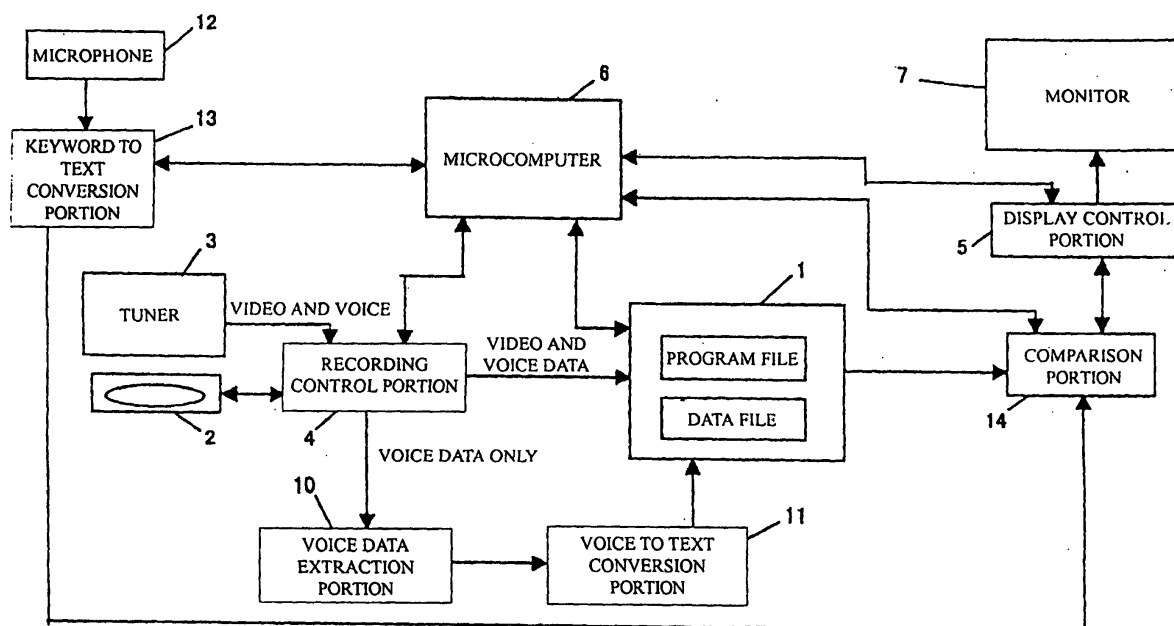 12
MICROPHONE
13
KEYWORD TO
TEXT
CONVERSION
PORTION
6
MICROCOMPUTER
7
MONITOR
5
DISPLAY CONTROL
PORTION
3
TUNER
VIDEO AND VOICE
2
RECORDING
CONTROL PORTION
4
VIDEO AND
VOICE DATA
1
PROGRAM FILE
DATA FILE
COMPARISON
PORTION
14
VOICE DATA ONLY
10
VOICE DATA
EXTRACTION
PORTION
11
VOICE TO TEXT
CONVERSION
PORTION